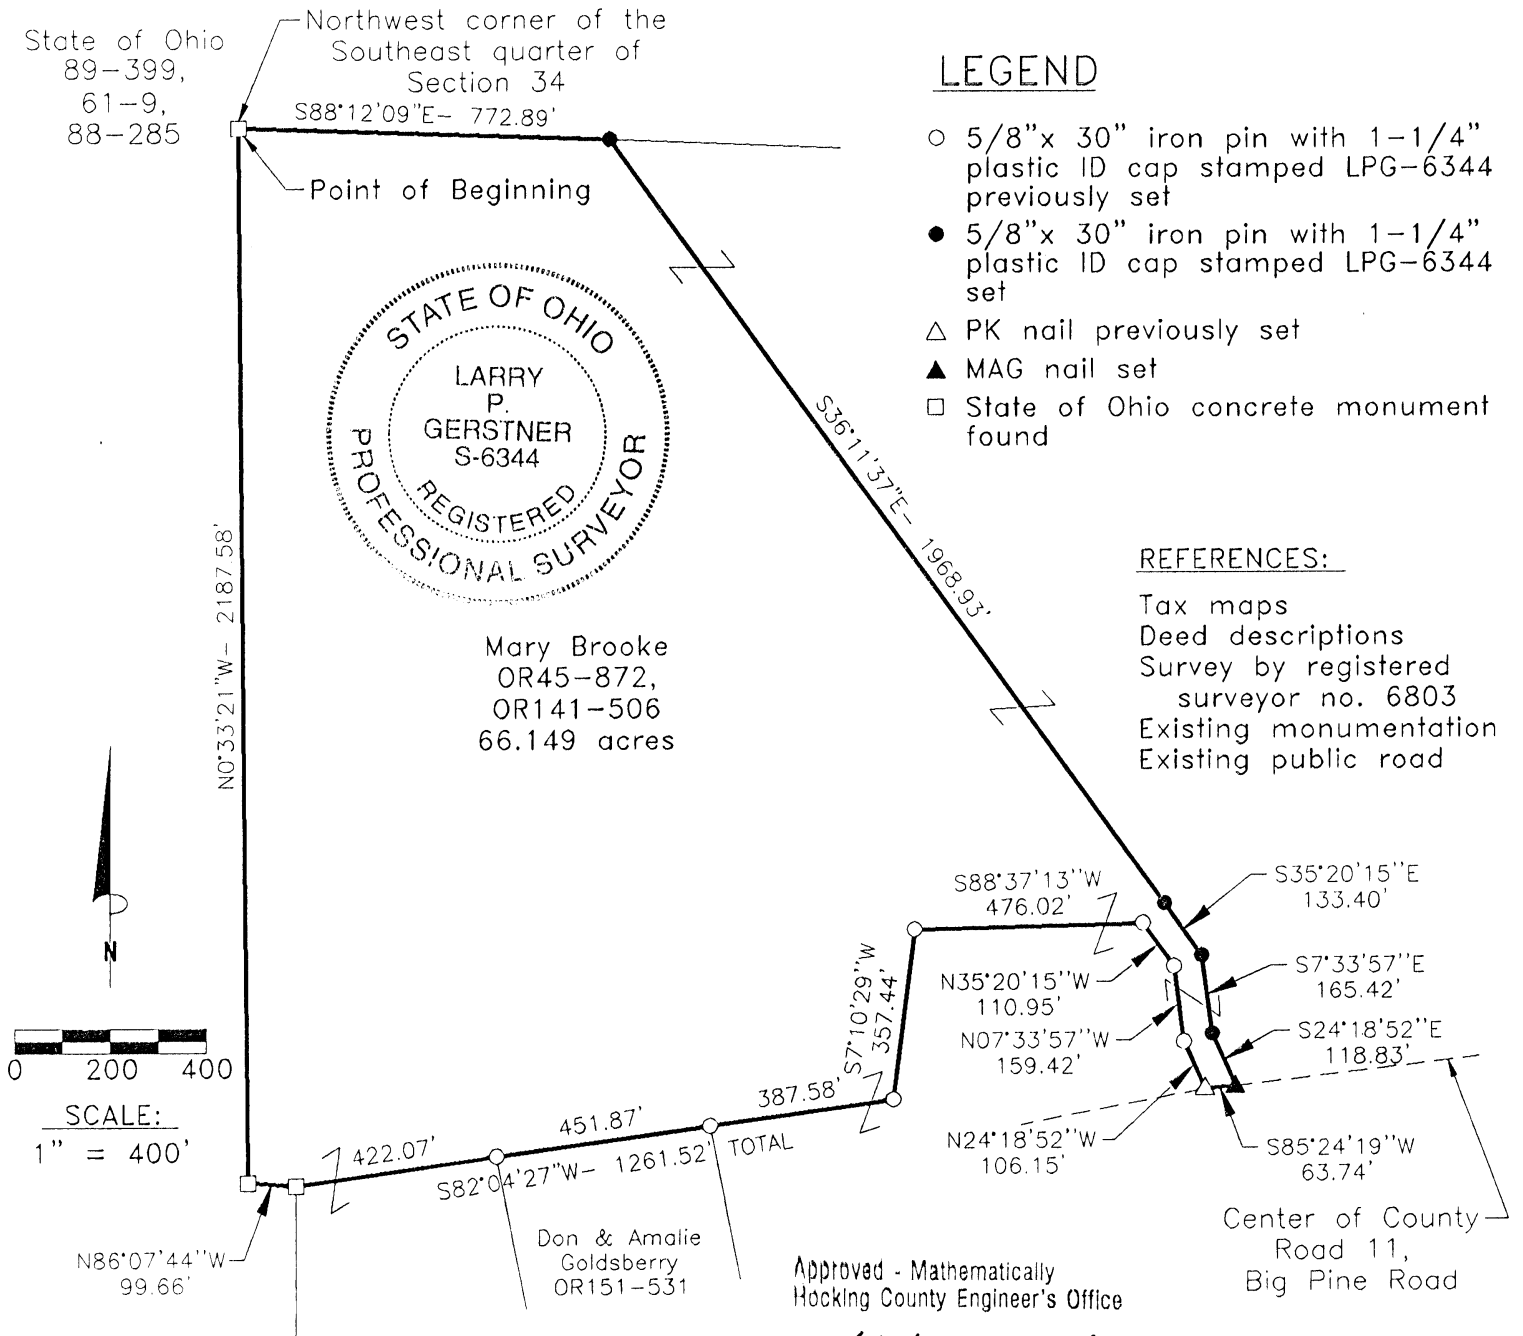 State of Ohio
89-399,
61-9,
88-285
Northwest corner of the
Southeast quarter of
Section 34
S88°12'09"E- 772.89'
Point of Beginning
LEGEND
○ 5/8"x 30" iron pin with 1-1/4"
plastic ID cap stamped LPG-6344
previously set
● 5/8"x 30" iron pin with 1-1/4"
plastic ID cap stamped LPG-6344
set
△ PK nail previously set
▲ MAG nail set
□ State of Ohio concrete monument
found
STATE OF OHIO
LARRY
P.
GERSTNER
S-6344
REGISTERED
PROFESSIONAL SURVEYOR
S36°11'37"E- 1968.93'
N0°33'21"W- 2187.58'
Mary Brooke
OR45-872,
OR141-506
66.149 acres
REFERENCES:
Tax maps
Deed descriptions
Survey by registered
surveyor no. 6803
Existing monumentation
Existing public road
N
0 200 400
SCALE:
1" = 400'
S88°37'13''W
476.02'
S35°20'15''E
133.40'
N35°20'15''W
110.95'
S7°33'57''E
165.42'
S7°10'29''W
357.44'
N07°33'57''W
159.42'
S24°18'52''E
118.83'
N24°18'52''W
106.15'
S85°24'19''W
63.74'
387.58'
451.87'
422.07'
S82°04'27"W- 1261.52' TOTAL
N86°07'44''W
99.66'
Don & Amalie
Goldsberry
OR151-531
Center of County
Road 11,
Big Pine Road
Approved - Mathematically
Hocking County Engineer's Office